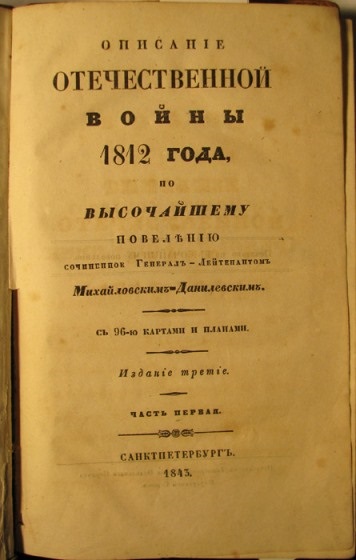 ОПИСАНІЕ
ОТЕЧЕСТВЕННОЙ
ВОЙНЫ
1812 ГОДА,
ПО
ВЫСОЧАЙШЕМУ
ПОВЕЛѢНІЮ
СОЧИНЕННОЕ ГЕНЕРАЛЪ-ЛЕЙТЕНАНТОМЪ
Михайловскимъ-Данилевскимъ.
СЪ 96-Ю КАРТАМИ И ПЛАНАМИ.
Изданіе третіе.
ЧАСТЬ ПЕРВАЯ.
САНКТПЕТЕРБУРГЪ.
1843.